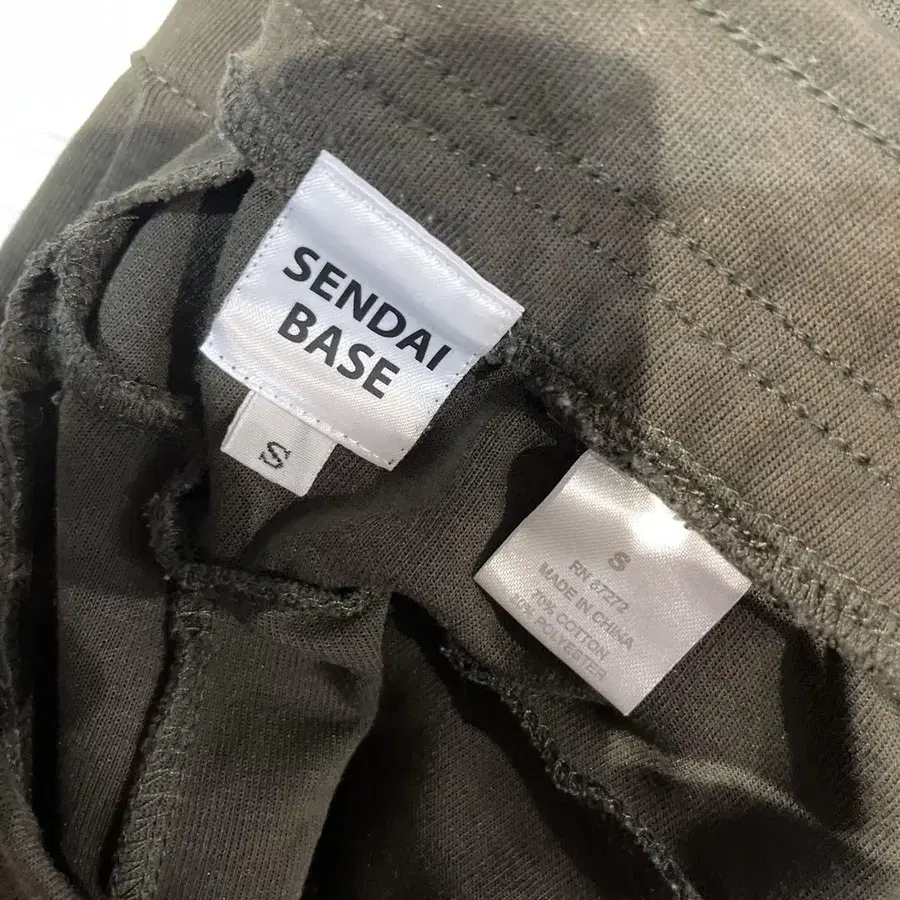 SENDAI
BASE
S
S
RN 67272
MADE IN CHINA
70% COTTON
30% POLYESTER